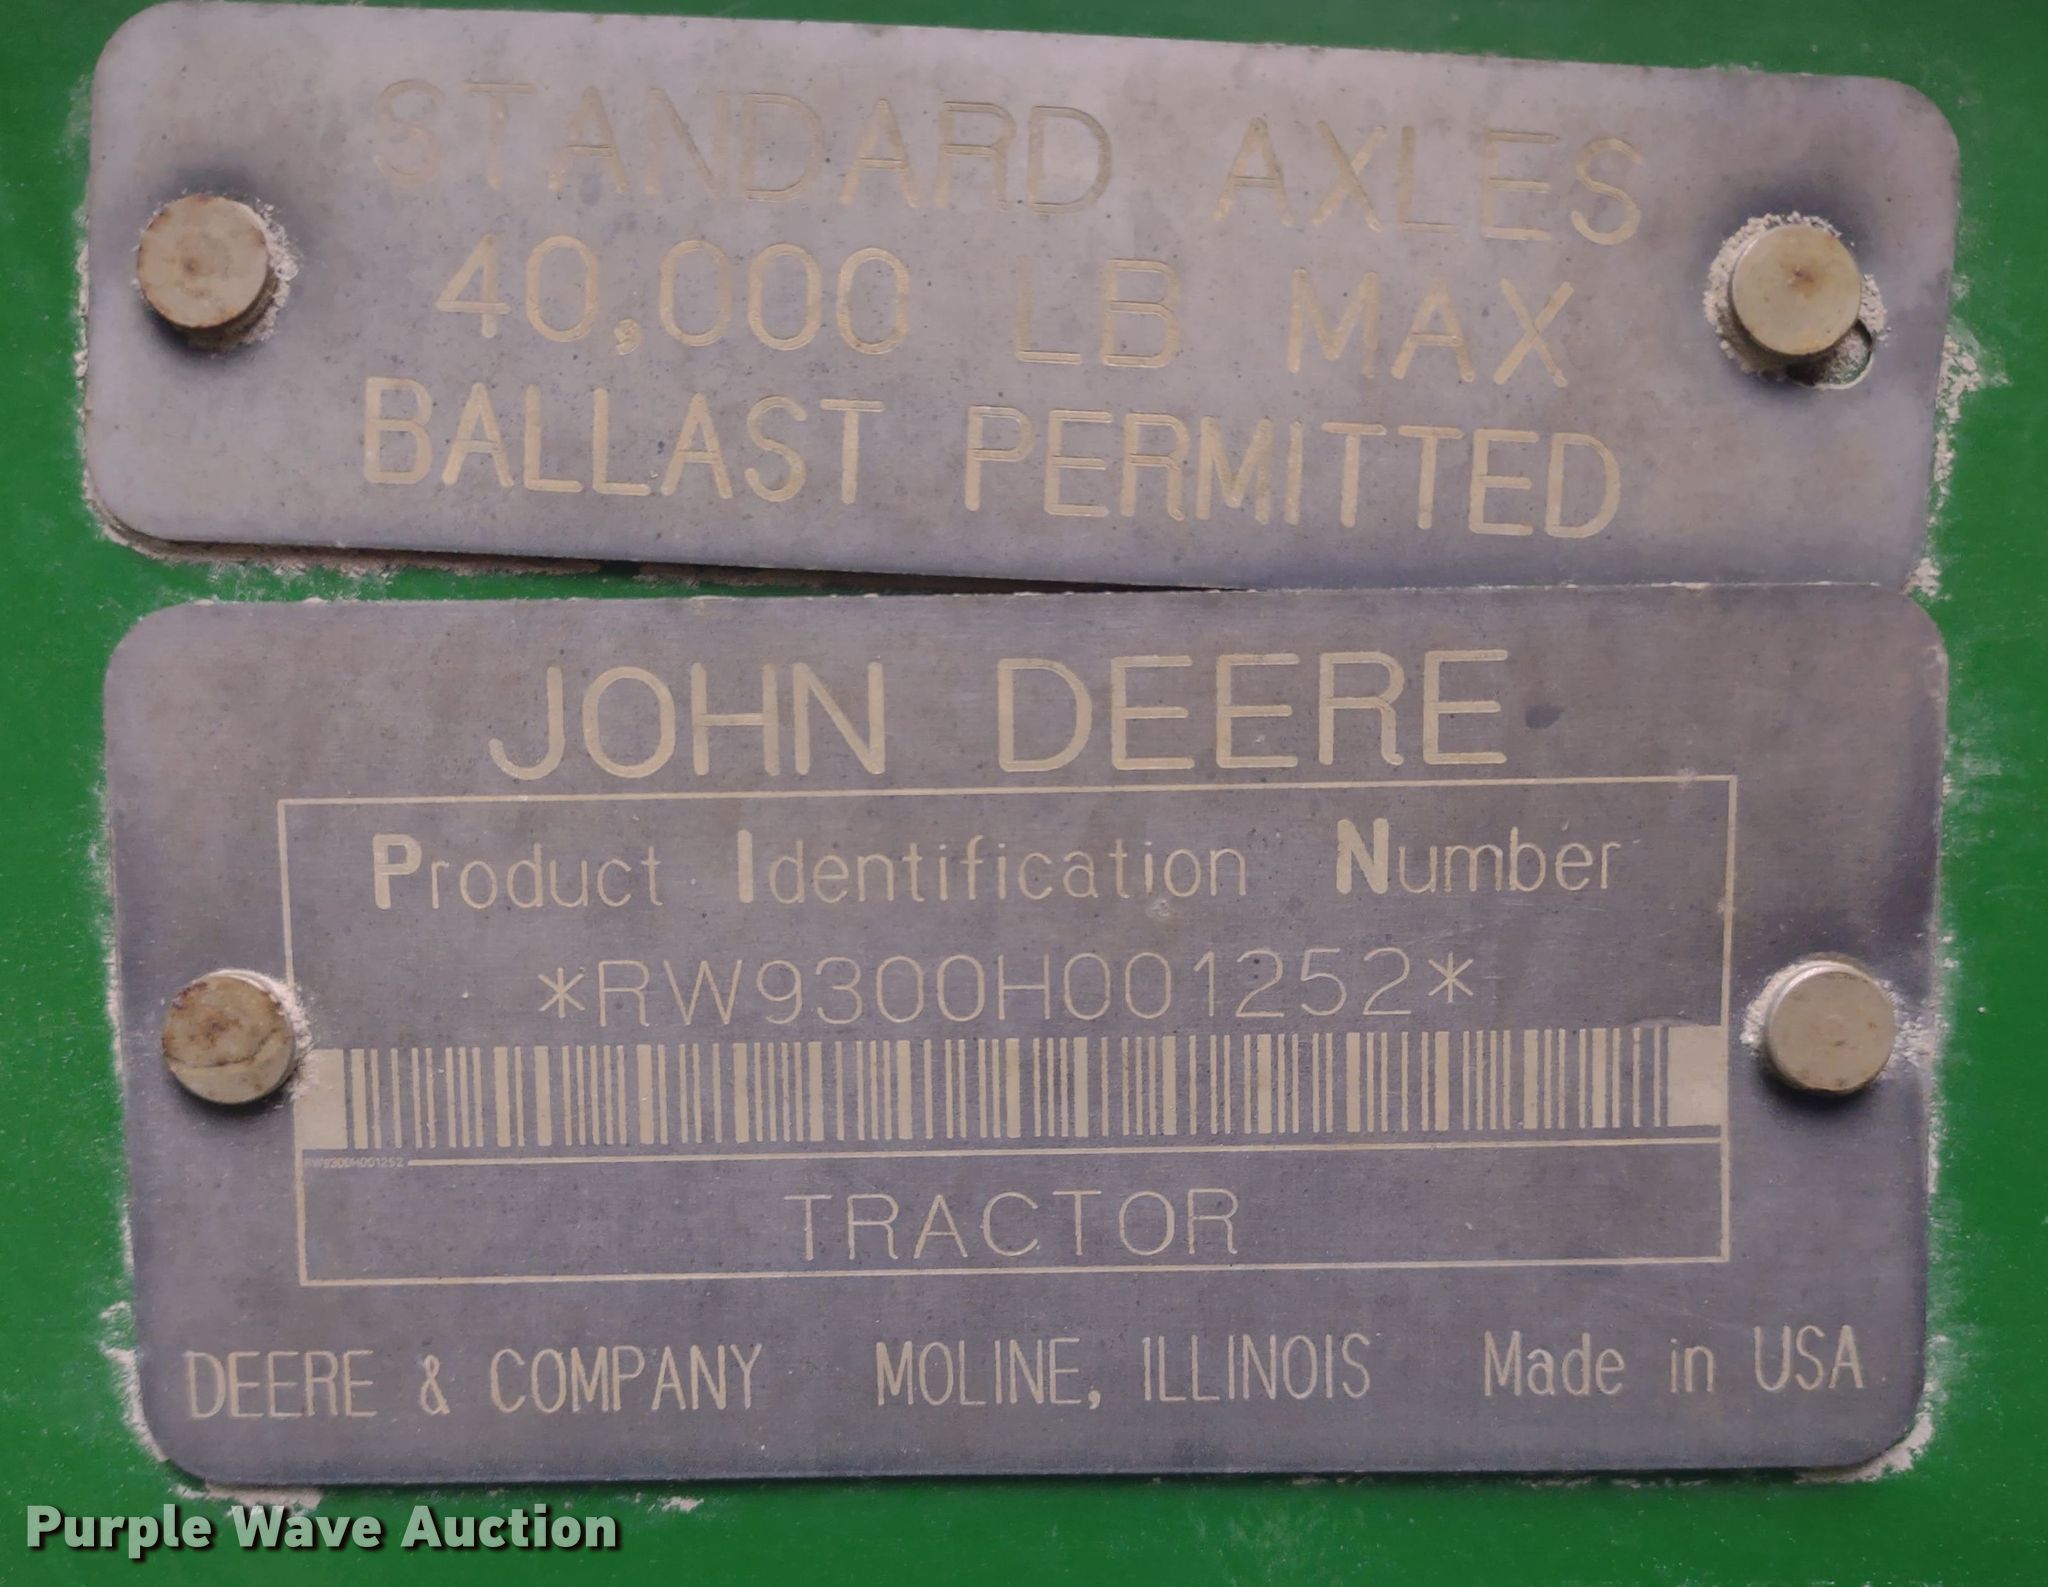 STANDARD AXLES
40,000 LB MAX
BALLAST PERMITTED
JOHN DEERE
Product Identification Number
*RW9300H001252*
RW9300H001252
TRACTOR
DEERE & COMPANY MOLINE, ILLINOIS Made in USA
Purple Wave Auction